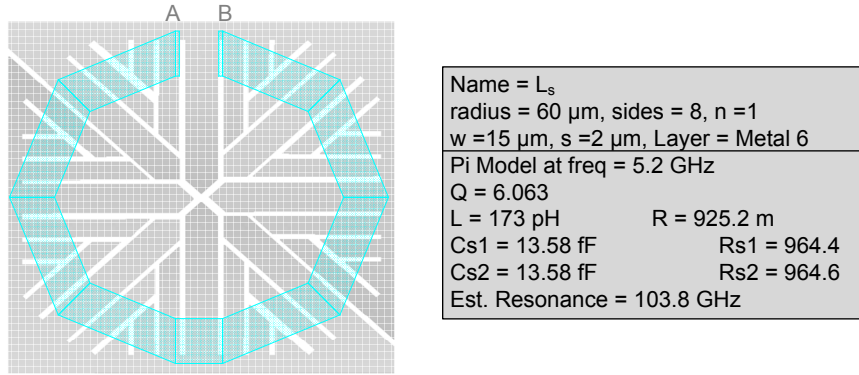 A B
Name = Ls
radius = 60 µm, sides = 8, n =1
w =15 µm, s =2 µm, Layer = Metal 6
Pi Model at freq = 5.2 GHz
Q = 6.063
L = 173 pH R = 925.2 m
Cs1 = 13.58 fF Rs1 = 964.4
Cs2 = 13.58 fF Rs2 = 964.6
Est. Resonance = 103.8 GHz